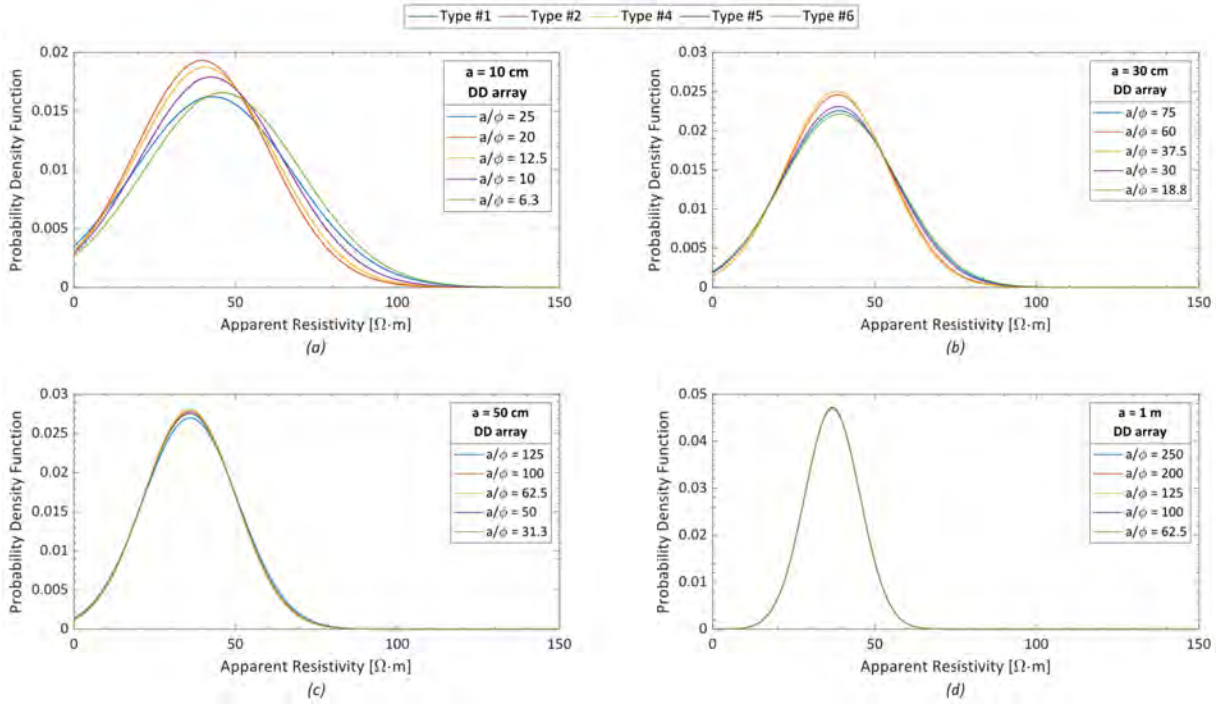 Type #1 Type #2 Type #4 Type #5 Type #6
0.02
0.015
0.01
0.005
0
Probability Density Function
a = 10 cm
DD array
a/ϕ = 25
a/ϕ = 20
a/ϕ = 12.5
a/ϕ = 10
a/ϕ = 6.3
0 50 100 150
Apparent Resistivity [Ω·m]
(a)
0.03
0.025
0.02
0.015
0.01
0.005
0
Probability Density Function
a = 30 cm
DD array
a/ϕ = 75
a/ϕ = 60
a/ϕ = 37.5
a/ϕ = 30
a/ϕ = 18.8
0 50 100 150
Apparent Resistivity [Ω·m]
(b)
0.03
0.025
0.02
0.015
0.01
0.005
0
Probability Density Function
a = 50 cm
DD array
a/ϕ = 125
a/ϕ = 100
a/ϕ = 62.5
a/ϕ = 50
a/ϕ = 31.3
0 50 100 150
Apparent Resistivity [Ω·m]
(c)
0.05
0.04
0.03
0.02
0.01
0
Probability Density Function
a = 1 m
DD array
a/ϕ = 250
a/ϕ = 200
a/ϕ = 125
a/ϕ = 100
a/ϕ = 62.5
0 50 100 150
Apparent Resistivity [Ω·m]
(d)